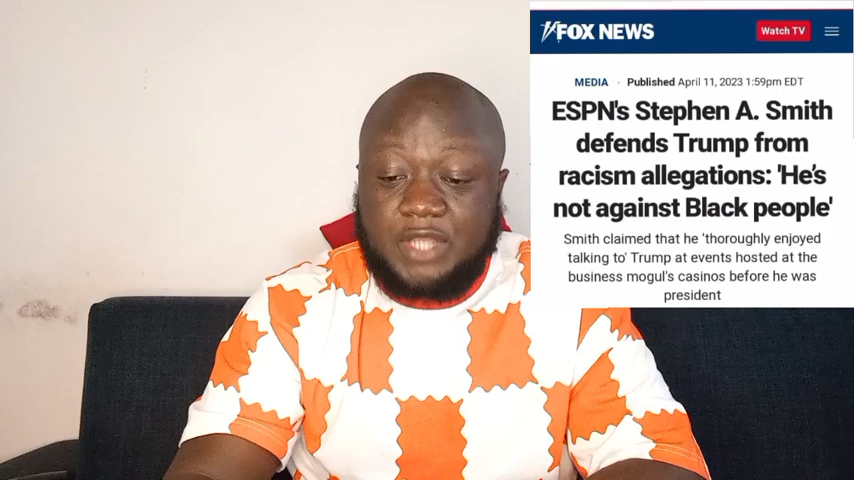 FOX NEWS
Watch TV
MEDIA · Published April 11, 2023 1:59pm EDT
ESPN's Stephen A. Smith
defends Trump from
racism allegations: 'He's
not against Black people'
Smith claimed that he 'thoroughly enjoyed
talking to' Trump at events hosted at the
business mogul's casinos before he was
president